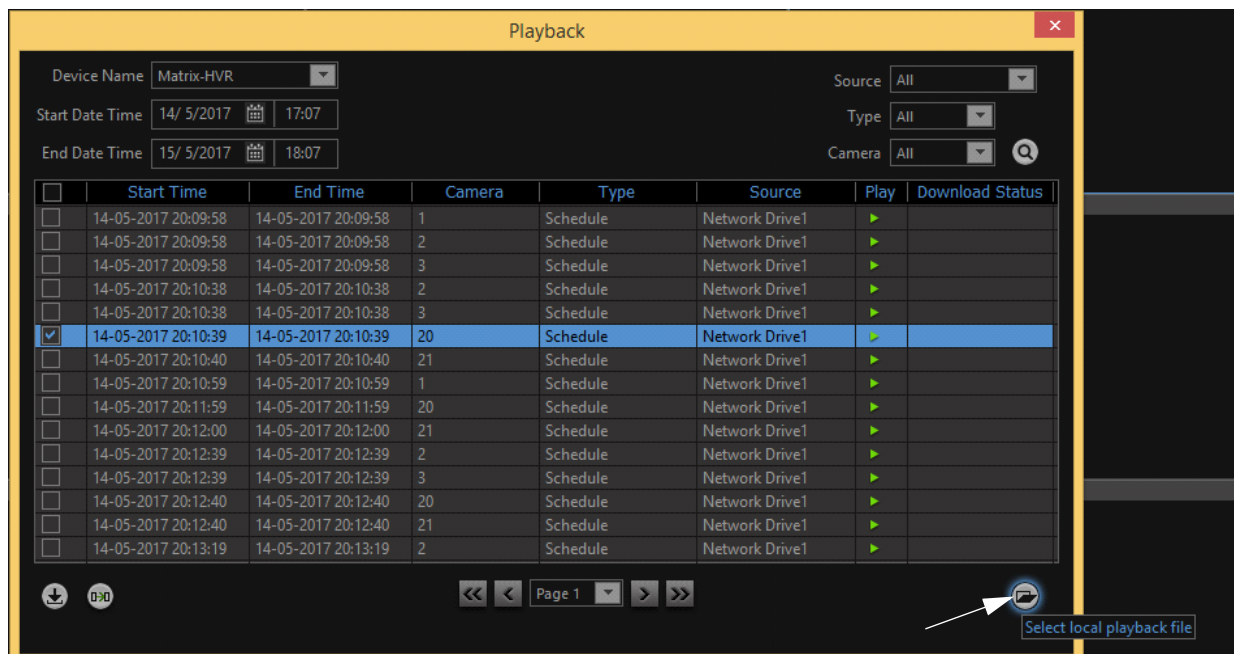 Playback
Device Name Matrix-HVR Source All
Start Date Time 14/ 5/2017 17:07 Type All
End Date Time 15/ 5/2017 18:07 Camera All
Start Time End Time Camera Type Source Play Download Status
14-05-2017 20:09:58 14-05-2017 20:09:58 1 Schedule Network Drive1
14-05-2017 20:09:58 14-05-2017 20:09:58 2 Schedule Network Drive1
14-05-2017 20:09:58 14-05-2017 20:09:58 3 Schedule Network Drive1
14-05-2017 20:10:38 14-05-2017 20:10:38 2 Schedule Network Drive1
14-05-2017 20:10:38 14-05-2017 20:10:38 3 Schedule Network Drive1
14-05-2017 20:10:39 14-05-2017 20:10:39 20 Schedule Network Drive1
14-05-2017 20:10:40 14-05-2017 20:10:40 21 Schedule Network Drive1
14-05-2017 20:10:59 14-05-2017 20:10:59 1 Schedule Network Drive1
14-05-2017 20:11:59 14-05-2017 20:11:59 20 Schedule Network Drive1
14-05-2017 20:12:00 14-05-2017 20:12:00 21 Schedule Network Drive1
14-05-2017 20:12:39 14-05-2017 20:12:39 2 Schedule Network Drive1
14-05-2017 20:12:39 14-05-2017 20:12:39 3 Schedule Network Drive1
14-05-2017 20:12:40 14-05-2017 20:12:40 20 Schedule Network Drive1
14-05-2017 20:12:40 14-05-2017 20:12:40 21 Schedule Network Drive1
14-05-2017 20:13:19 14-05-2017 20:13:19 2 Schedule Network Drive1
Page 1
Select local playback file